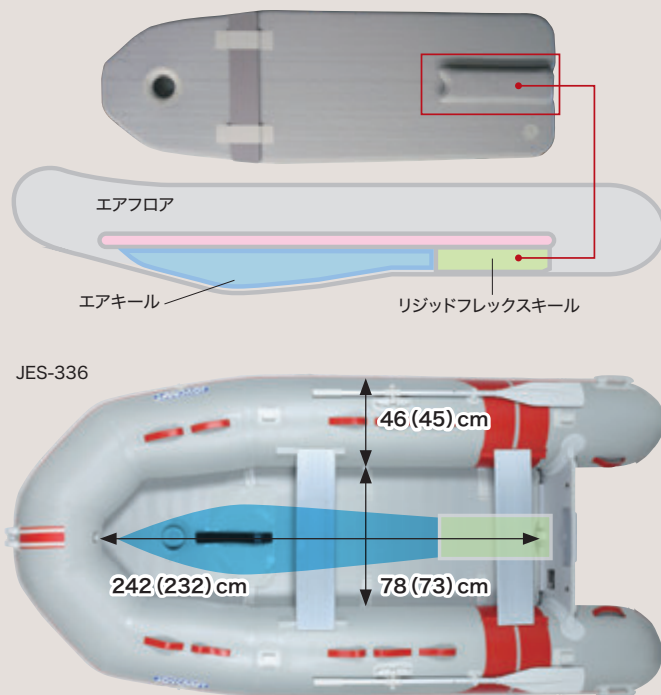 エアフロア
エアキール
リジッドフレックスキール
JES-336
46(45)cm
242(232)cm
78(73)cm